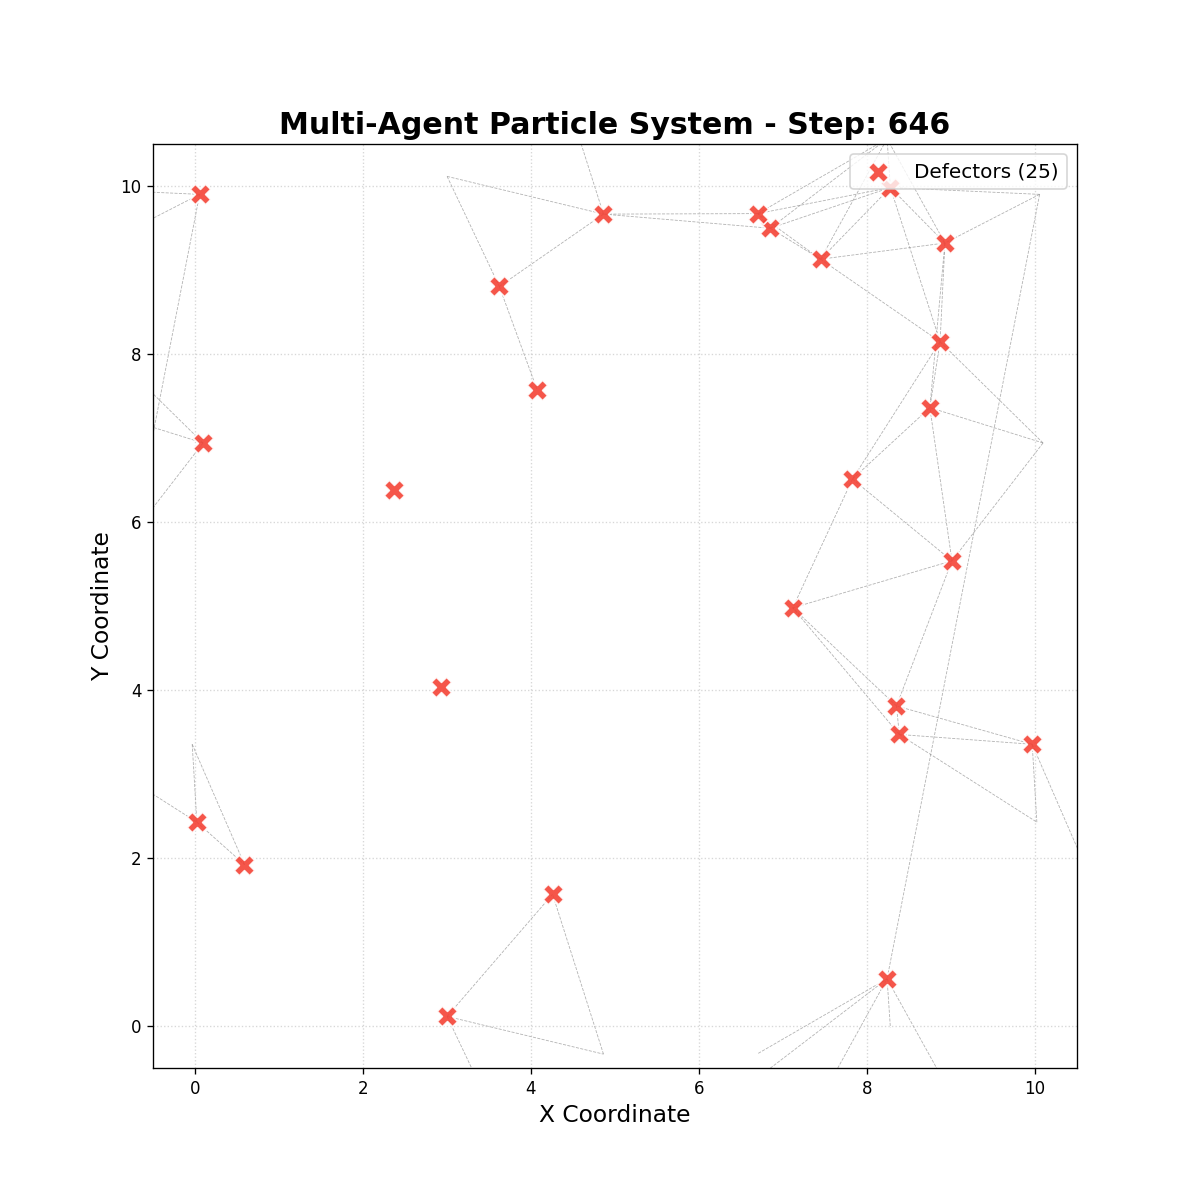 Multi-Agent Particle System - Step: 646
Defectors (25)
10
8
6
4
2
0
Y Coordinate
0 2 4 6 8 10
X Coordinate